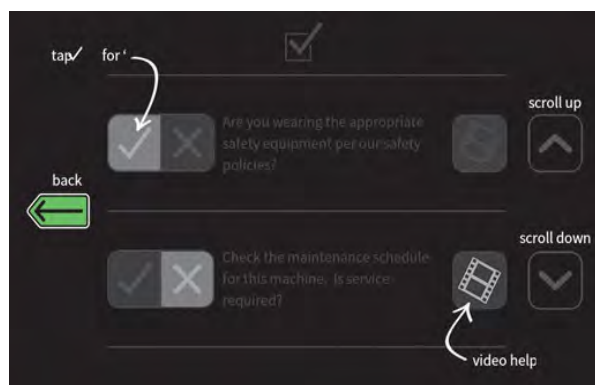 tap✓ for ‘
scroll up
Are you wearing the appropriate
safety equipment per our safety
policies?
back
scroll down
Check the maintenance schedule
for this machine. Is service
required?
video help